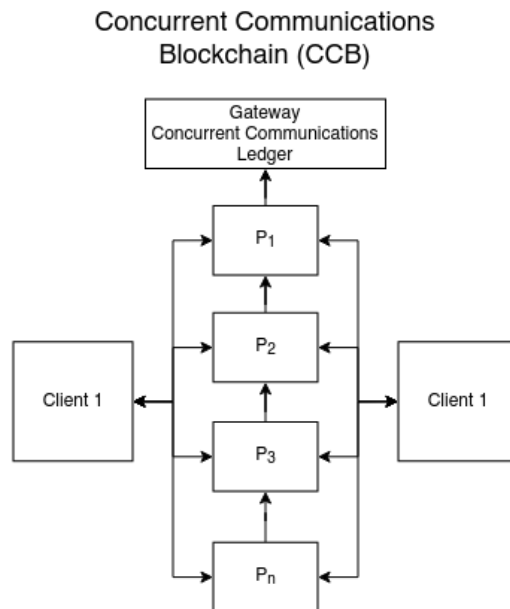 Concurrent Communications
Blockchain (CCB)
Gateway
Concurrent Communications
Ledger
P1
P2
Client 1
Client 1
P3
Pn